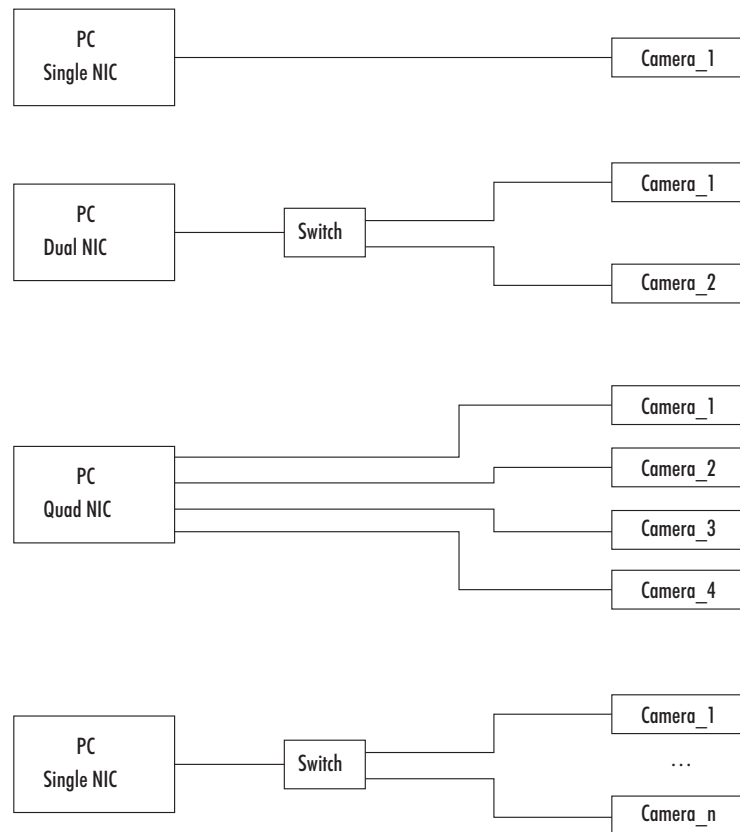 PC
Single NIC
Camera_1
PC
Dual NIC
Switch
Camera_1
Camera_2
PC
Quad NIC
Camera_1
Camera_2
Camera_3
Camera_4
PC
Single NIC
Switch
Camera_1
...
Camera_n